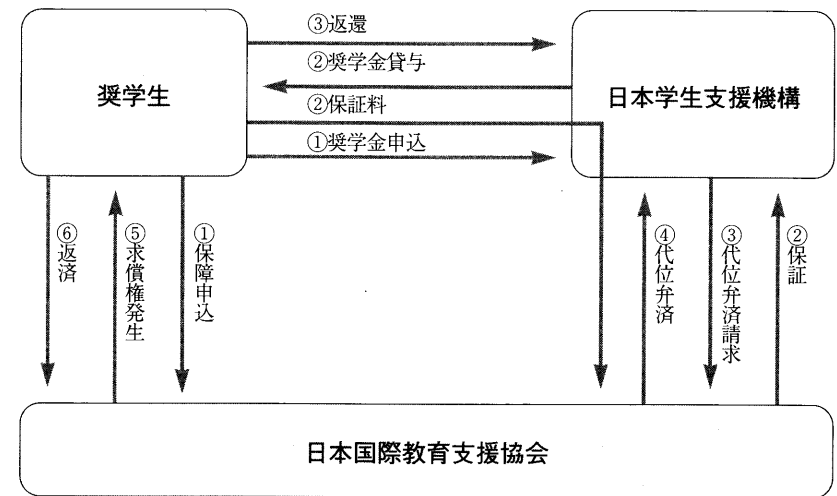 ③返還
②奨学金貸与
奨学生
日本学生支援機構
②保証料
①奨学金申込
⑥返済
⑤求償権発生
①保障申込
④代位弁済
③代位弁済請求
②保証
日本国際教育支援協会